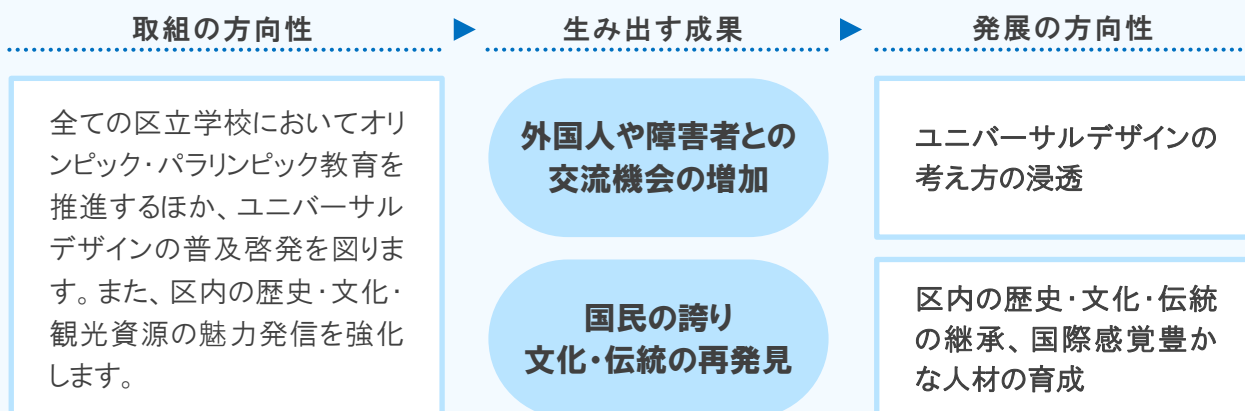 取組の方向性
▶
生み出す成果
▶
発展の方向性
全ての区立学校においてオリ
ンピック・パラリンピック教育を
推進するほか、ユニバーサル
デザインの普及啓発を図りま
す。また、区内の歴史・文化・
観光資源の魅力発信を強化
します。
外国人や障害者との
交流機会の増加
国民の誇り
文化・伝統の再発見
ユニバーサルデザインの
考え方の浸透
区内の歴史・文化・伝統
の継承、国際感覚豊か
な人材の育成